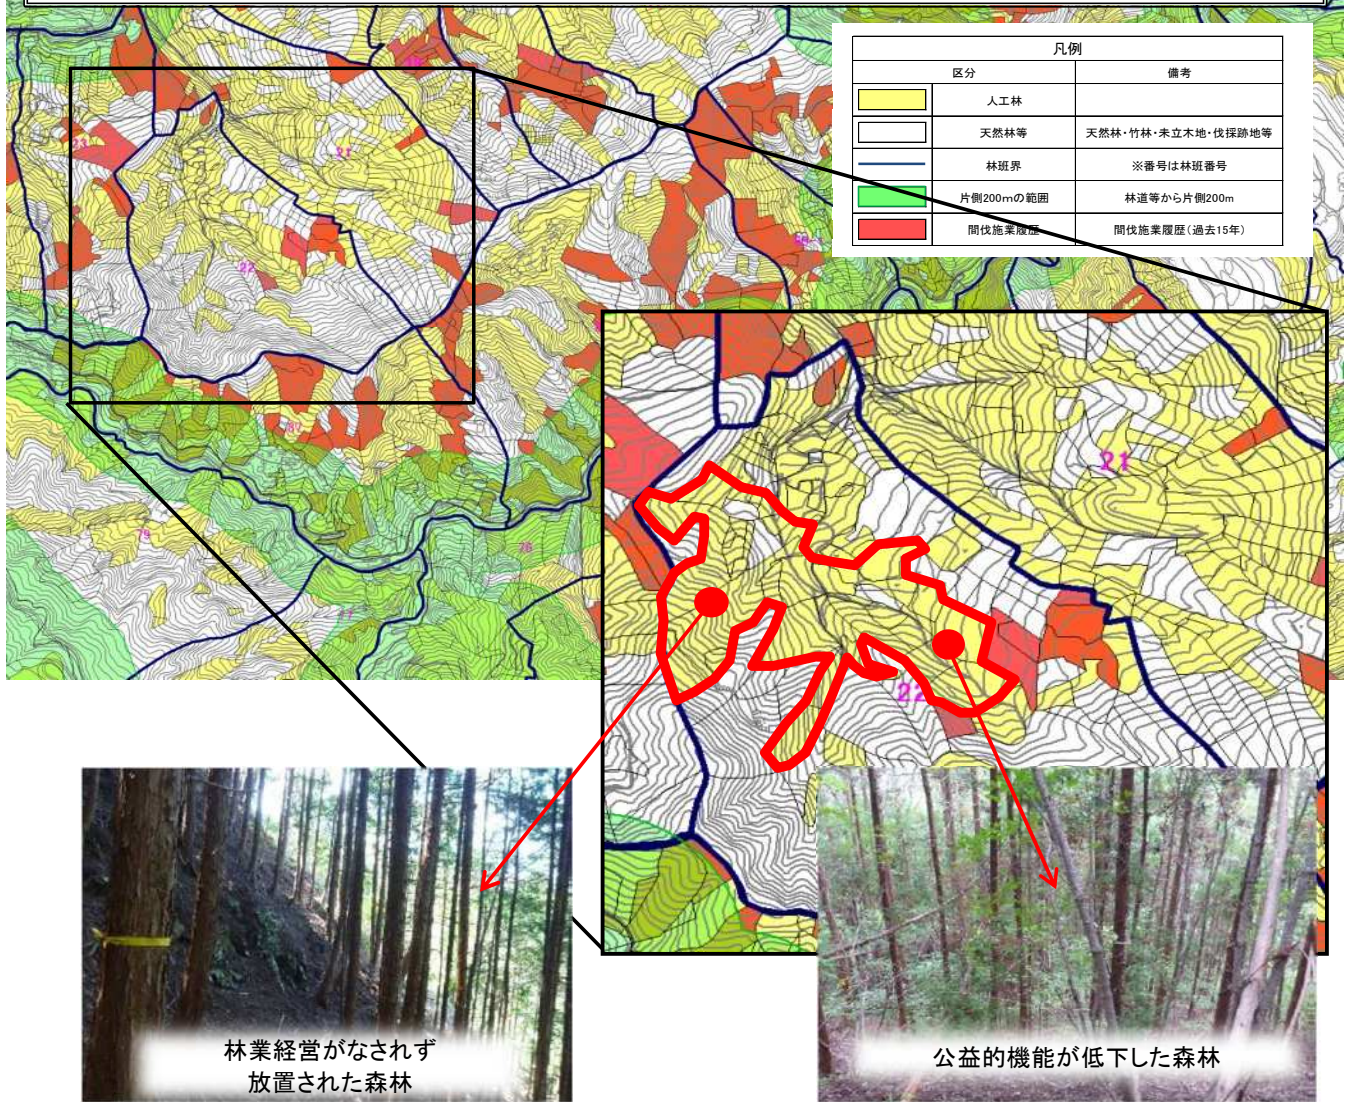 凡例
区分 備考
人工林
天然林等 天然林・竹林・未立木地・伐採跡地等
林班界 ※番号は林班番号
片側200mの範囲 林道等から片側200m
間伐施業履歴 間伐施業履歴（過去15年）
21
22
79
78
21
22
林業経営がなされず
放置された森林
公益的機能が低下した森林